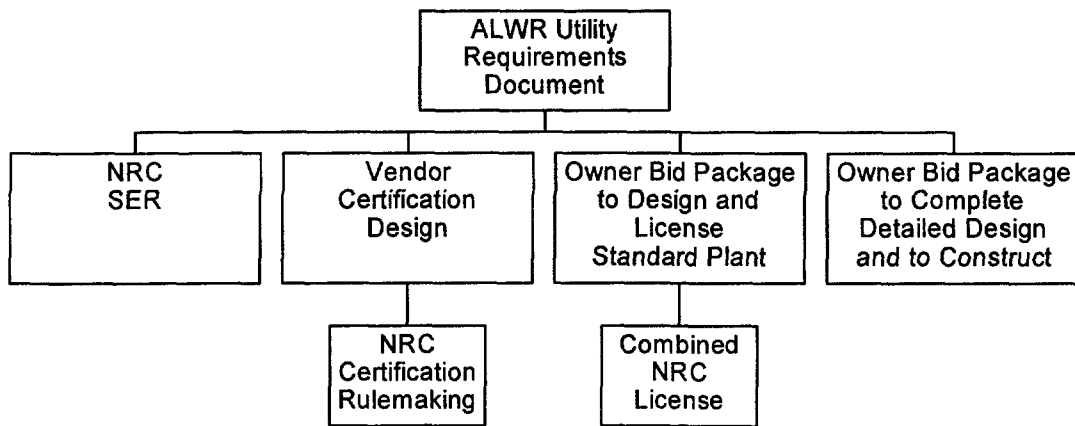 ALWR Utility
Requirements
Document
NRC
SER
Vendor
Certification
Design
Owner Bid Package
to Design and
License
Standard Plant
Owner Bid Package
to Complete
Detailed Design
and to Construct
NRC
Certification
Rulemaking
Combined
NRC
License